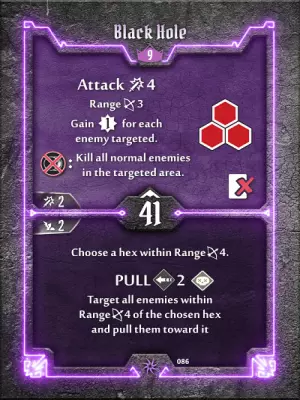 Black Hole
9
Attack 4
Range 3
Gain 1 for each
enemy targeted.
: Kill all normal enemies
in the targeted area.
2
41
2
Choose a hex within Range 4.
PULL 2
Target all enemies within
Range 4 of the chosen hex
and pull them toward it
086